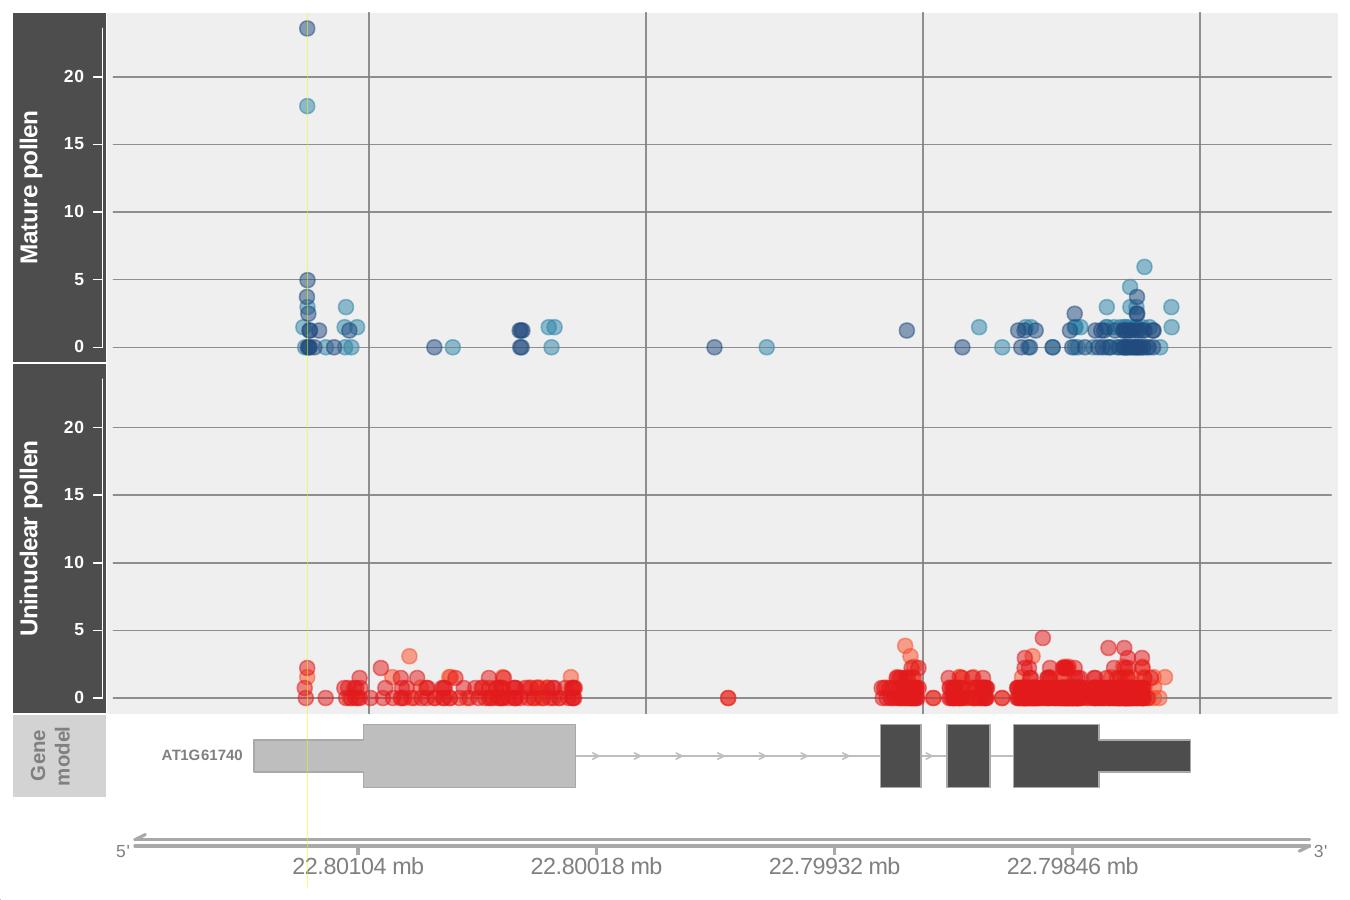 Mature pollen
20
15
10
5
0
Uninuclear pollen
20
15
10
5
0
Gene
model
AT1G61740
5'
3'
22.80104 mb
22.80018 mb
22.79932 mb
22.79846 mb